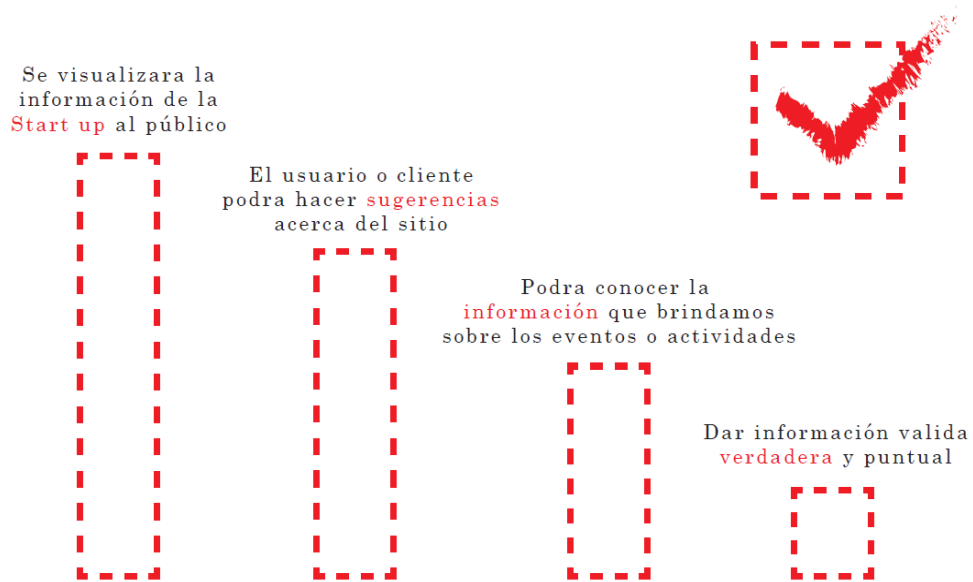 Se visualizara la
información de la
Start up al público
El usuario o cliente
podra hacer sugerencias
acerca del sitio
Podra conocer la
información que brindamos
sobre los eventos o actividades
Dar información valida
verdadera y puntual